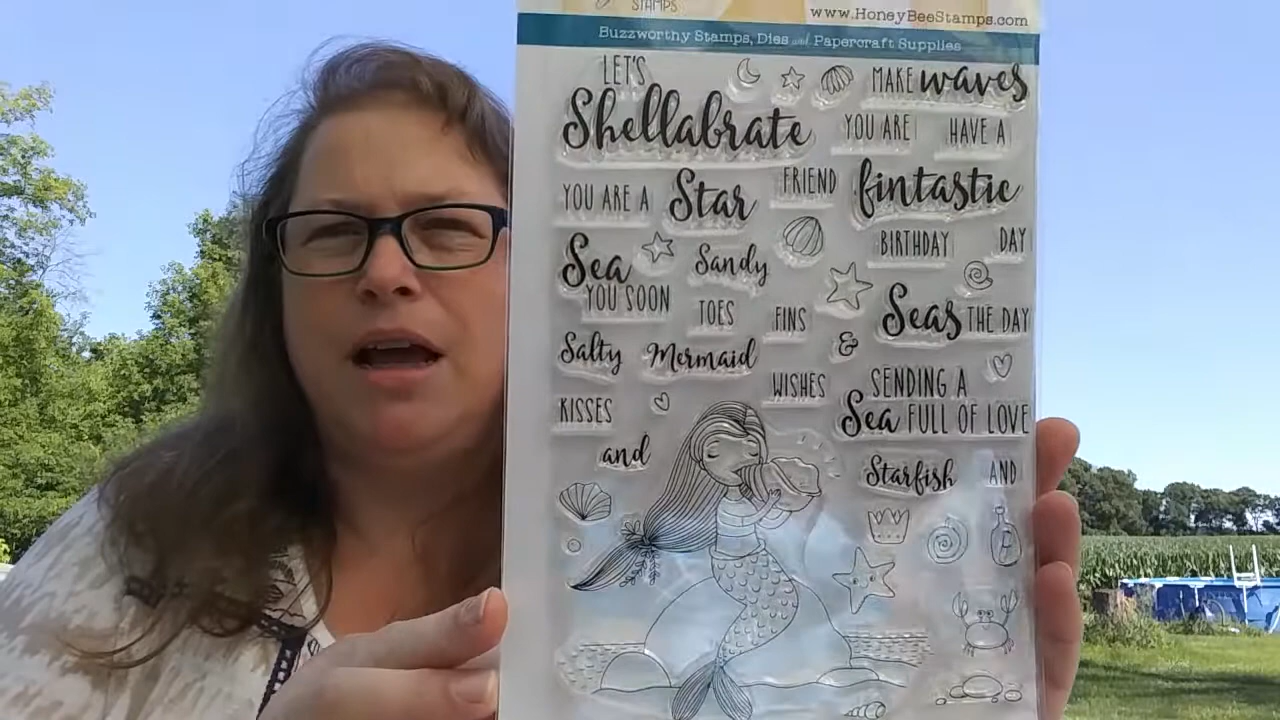 STAMPS
www.HoneyBeeStamps.com
Buzzworthy Stamps, Dies and Papercraft Supplies
LET'S
Shellabrate
MAKE waves
YOU ARE
HAVE A
YOU ARE A Star
FRIEND
fintastic
BIRTHDAY
DAY
Sea
YOU SOON
Sandy
TOES
FINS
Seas THE DAY
Salty
Mermaid
&
WISHES
SENDING A
Sea FULL OF LOVE
KISSES
and
Starfish
AND